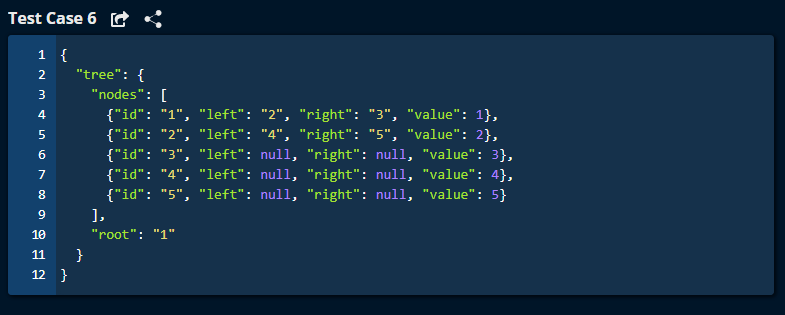 Test Case 6
1 {
2   "tree": {
3     "nodes": [
4       {"id": "1", "left": "2", "right": "3", "value": 1},
5       {"id": "2", "left": "4", "right": "5", "value": 2},
6       {"id": "3", "left": null, "right": null, "value": 3},
7       {"id": "4", "left": null, "right": null, "value": 4},
8       {"id": "5", "left": null, "right": null, "value": 5}
9     ],
10     "root": "1"
11   }
12 }